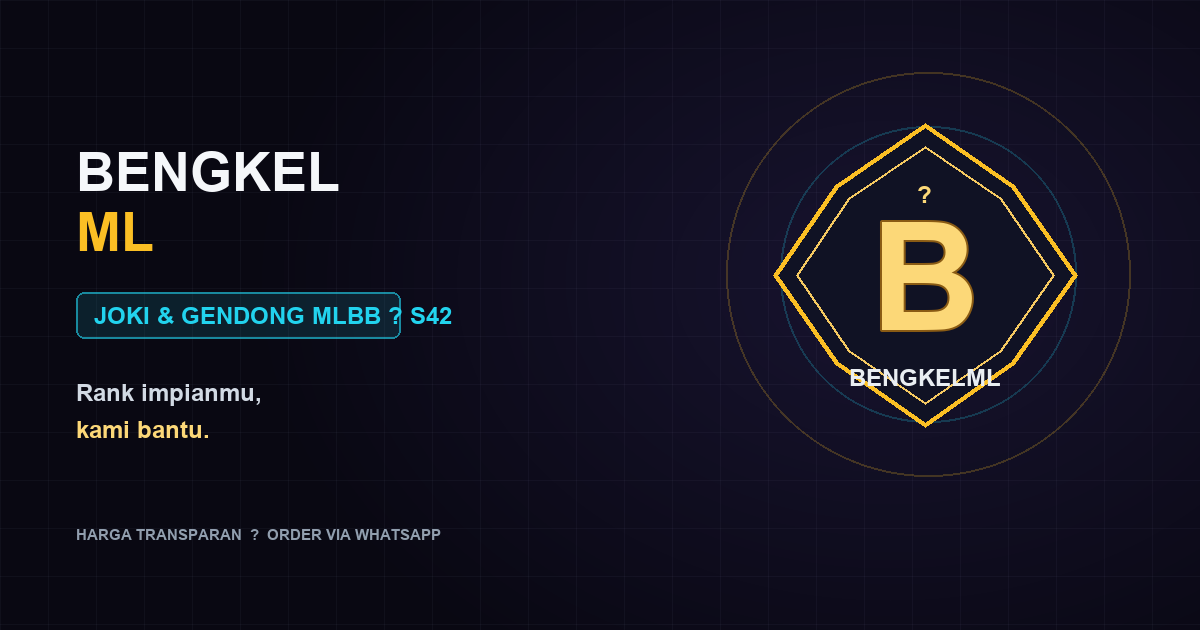 BENGKEL
ML
JOKI & GENDONG MLBB ? S42
Rank impianmu,
kami bantu.
HARGA TRANSPARAN ? ORDER VIA WHATSAPP
?
B
BENGKELML